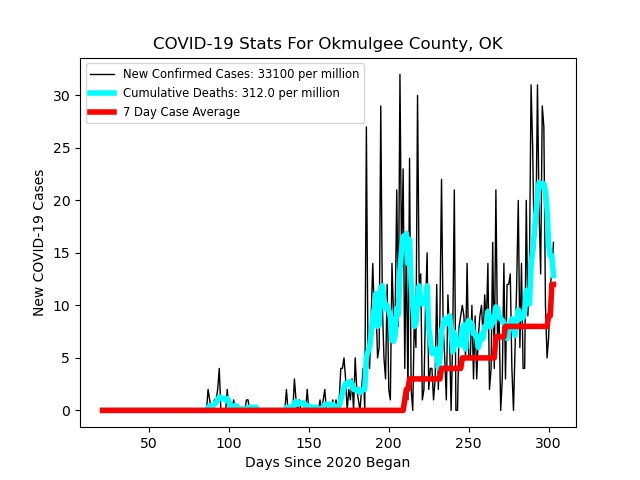 COVID-19 Stats For Okmulgee County, OK
New Confirmed Cases: 33100 per million
Cumulative Deaths: 312.0 per million
7 Day Case Average
New COVID-19 Cases
30
25
20
15
10
5
0
50 100 150 200 250 300
Days Since 2020 Began